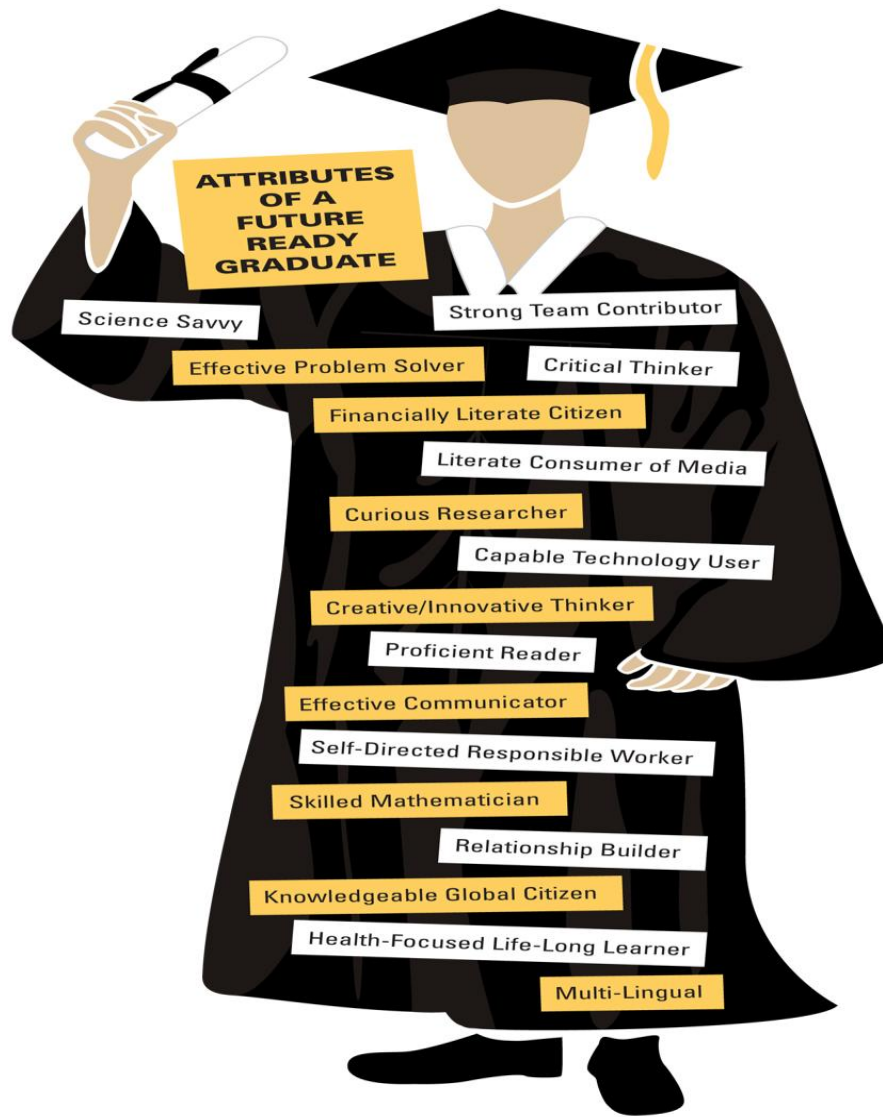 ATTRIBUTES
OF A
FUTURE
READY
GRADUATE
Science Savvy
Strong Team Contributor
Effective Problem Solver
Critical Thinker
Financially Literate Citizen
Literate Consumer of Media
Curious Researcher
Capable Technology User
Creative/Innovative Thinker
Proficient Reader
Effective Communicator
Self-Directed Responsible Worker
Skilled Mathematician
Relationship Builder
Knowledgeable Global Citizen
Health-Focused Life-Long Learner
Multi-Lingual